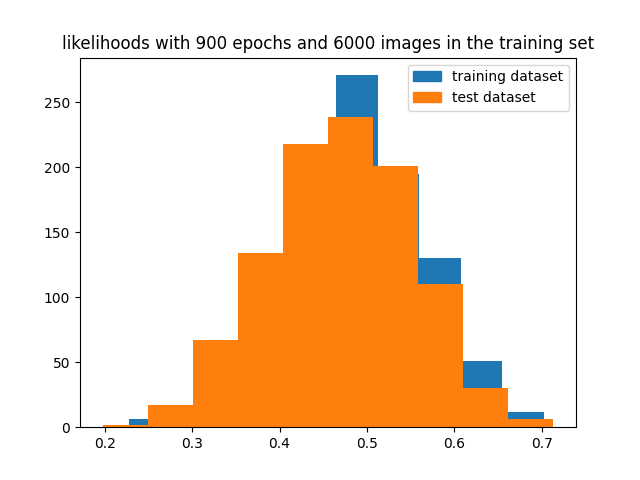 likelihoods with 900 epochs and 6000 images in the training set
training dataset
test dataset
250
200
150
100
50
0
0.2 0.3 0.4 0.5 0.6 0.7